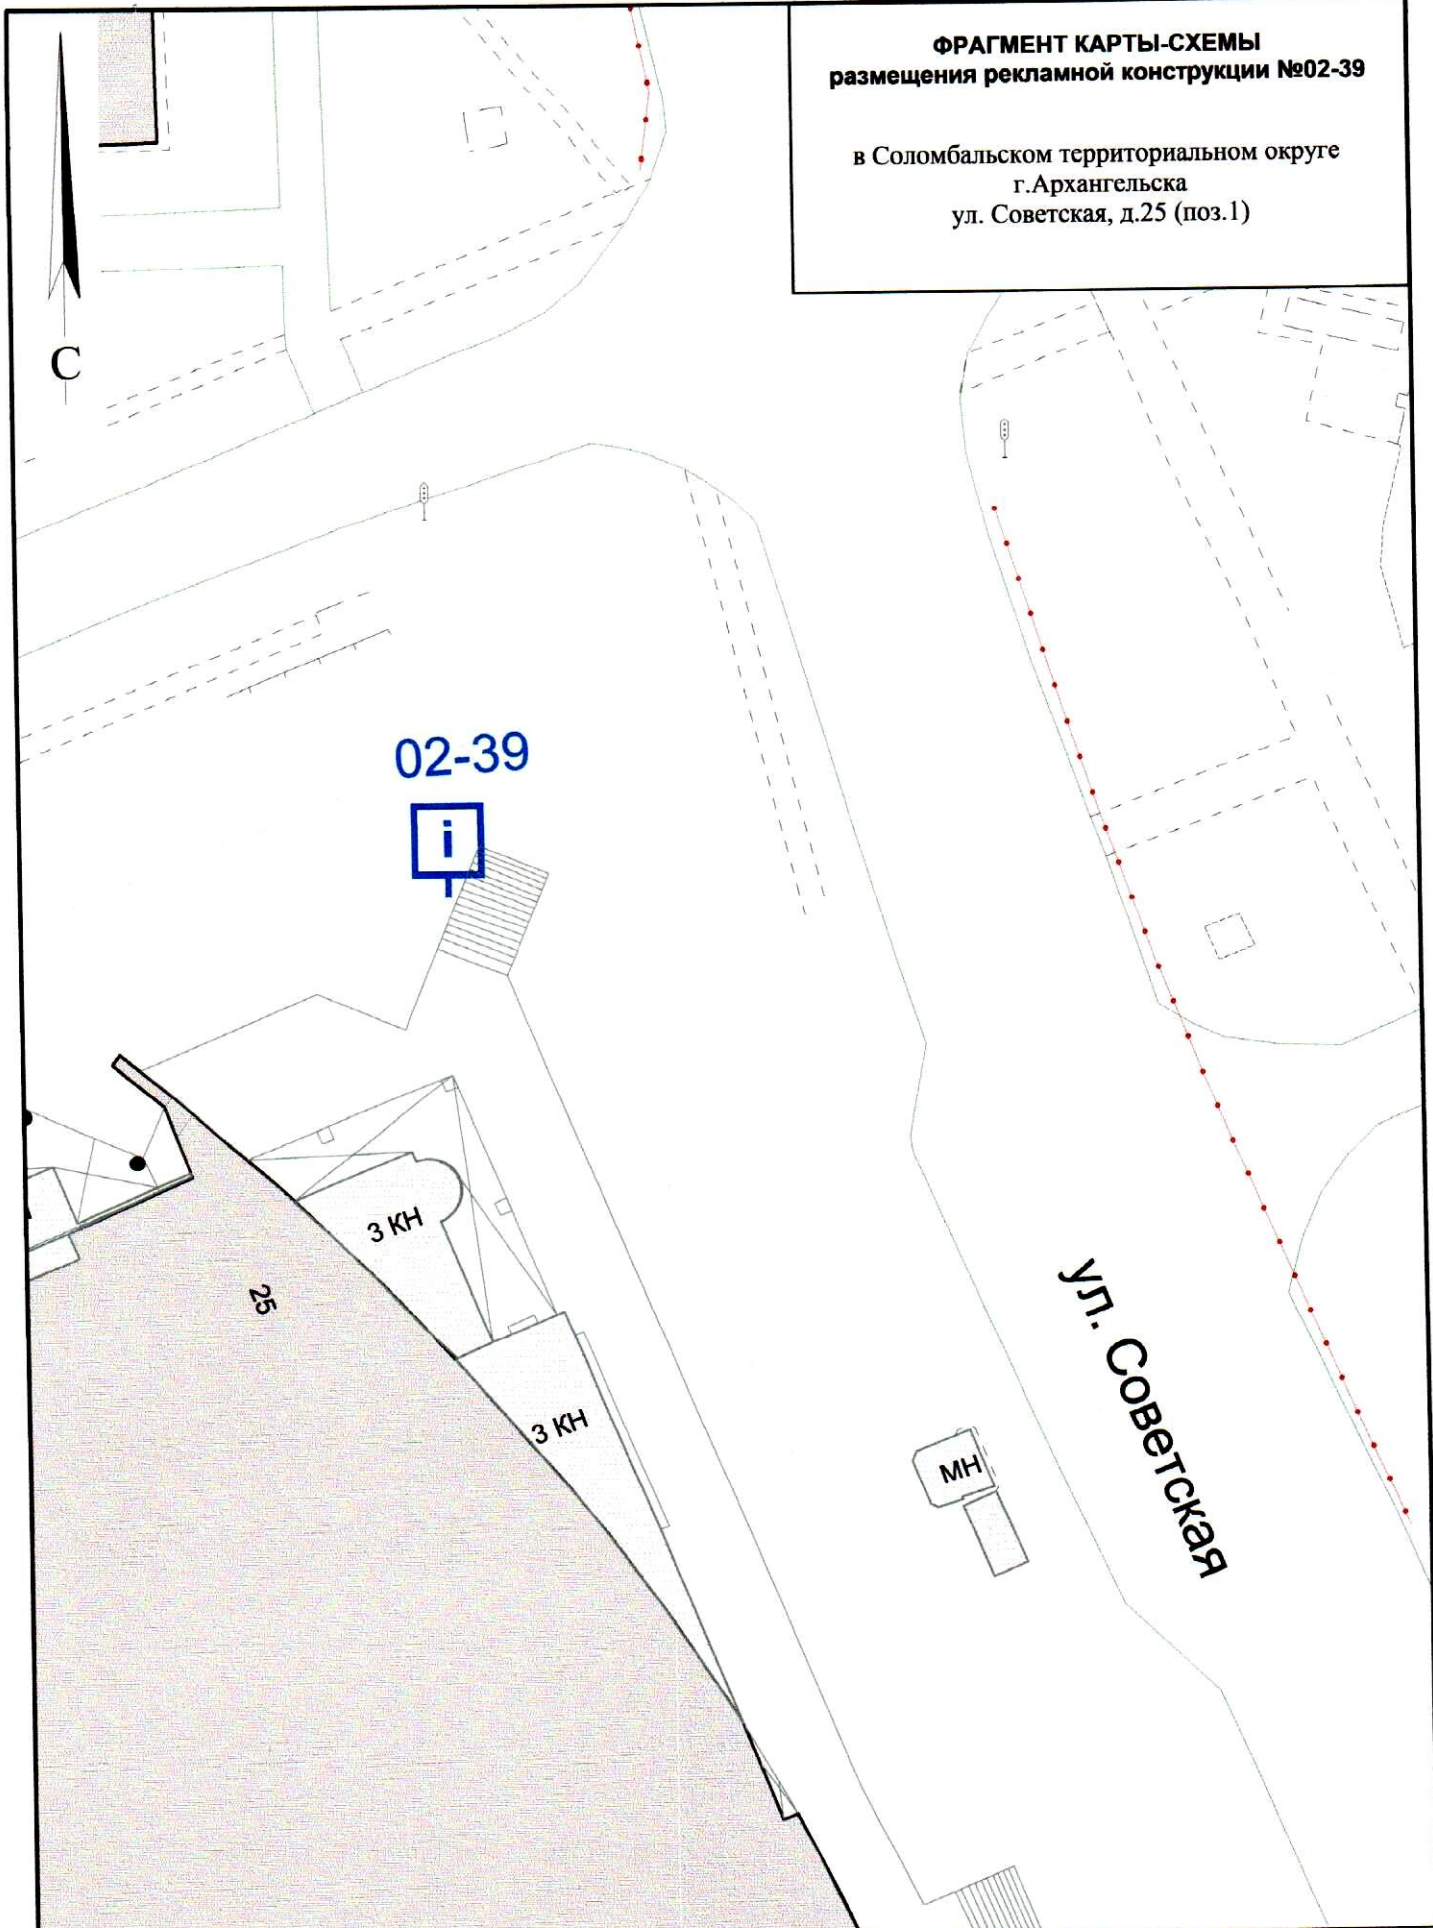 ФРАГМЕНТ КАРТЫ-СХЕМЫ
размещения рекламной конструкции №02-39
в Соломбальском территориальном округе
г.Архангельска
ул. Советская, д.25 (поз.1)
С
02-39
i
3 КН
25
3 КН
МН
ул. Советская